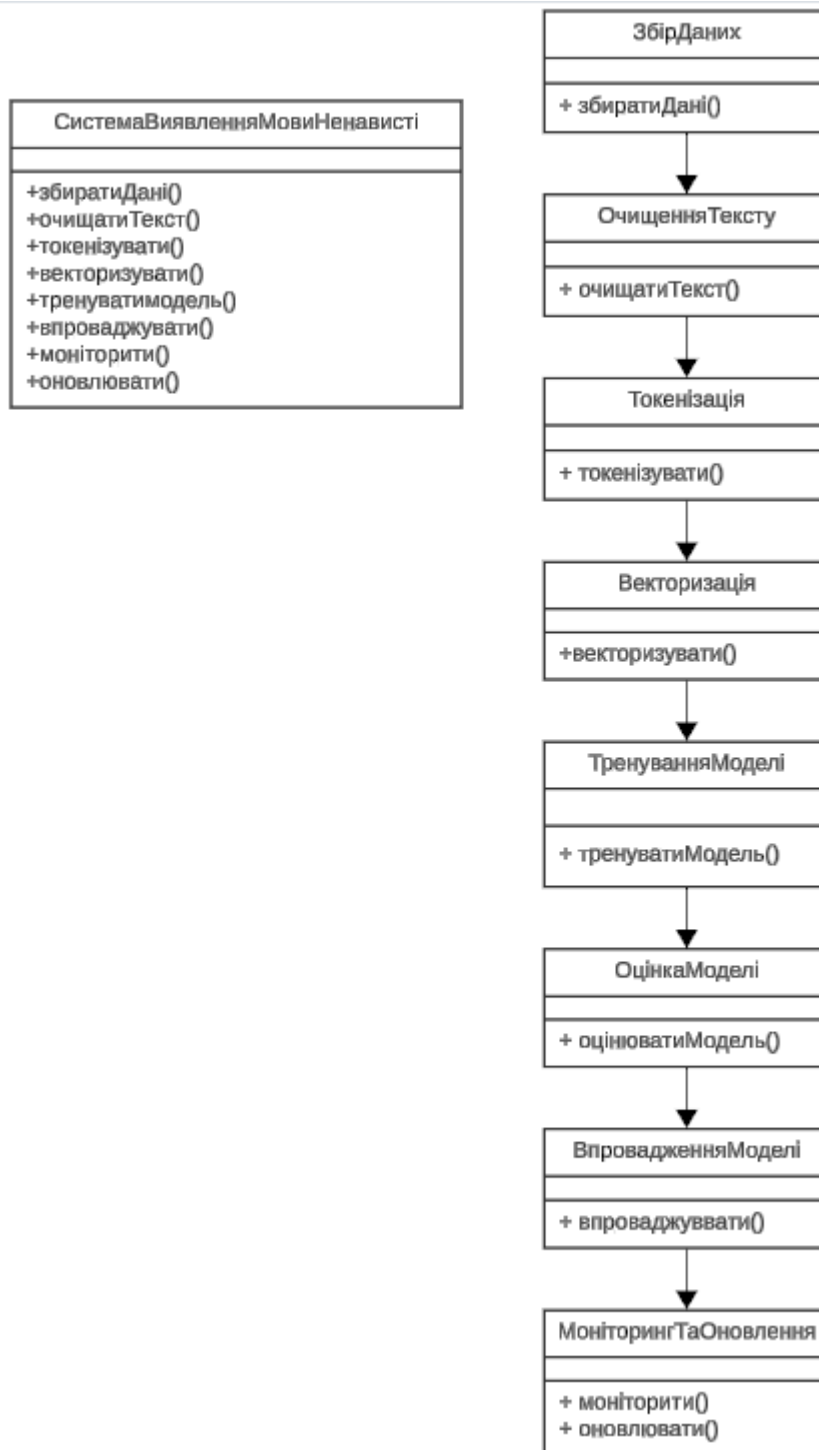 СистемаВиявленняМовиНенависті
+збиратиДані()
+очищатиТекст()
+токенізувати()
+векторизувати()
+тренуватимодель()
+впроваджувати()
+моніторити()
+оновлювати()
ЗбірДаних
+ збиратиДані()
ОчищенняТексту
+ очищатиТекст()
Токенізація
+ токенізувати()
Векторизація
+векторизувати()
ТренуванняМоделі
+ тренуватиМодель()
ОцінкаМоделі
+ оцінюватиМодель()
ВпровадженняМоделі
+ впроваджуввати()
МоніторингТаОновлення
+ моніторити()
+ оновлювати()